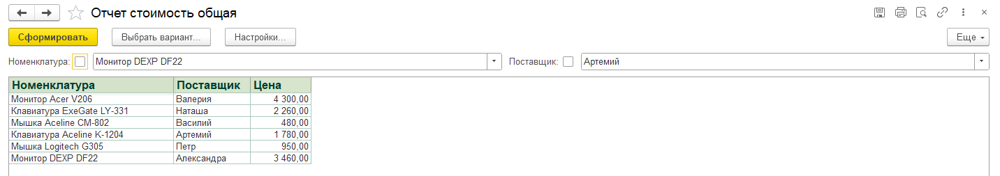 Отчет стоимость общая
Сформировать Выбрать вариант... Настройки... Еще
Номенклатура: Монитор DEXP DF22 Поставщик: Артемий
Номенклатура Поставщик Цена
Монитор Acer V206 Валерия 4 300,00
Клавиатура ExeGate LY-331 Наташа 2 260,00
Мышка Aceline CM-802 Василий 480,00
Клавиатура Aceline K-1204 Артемий 1 780,00
Мышка Logitech G305 Петр 950,00
Монитор DEXP DF22 Александра 3 460,00